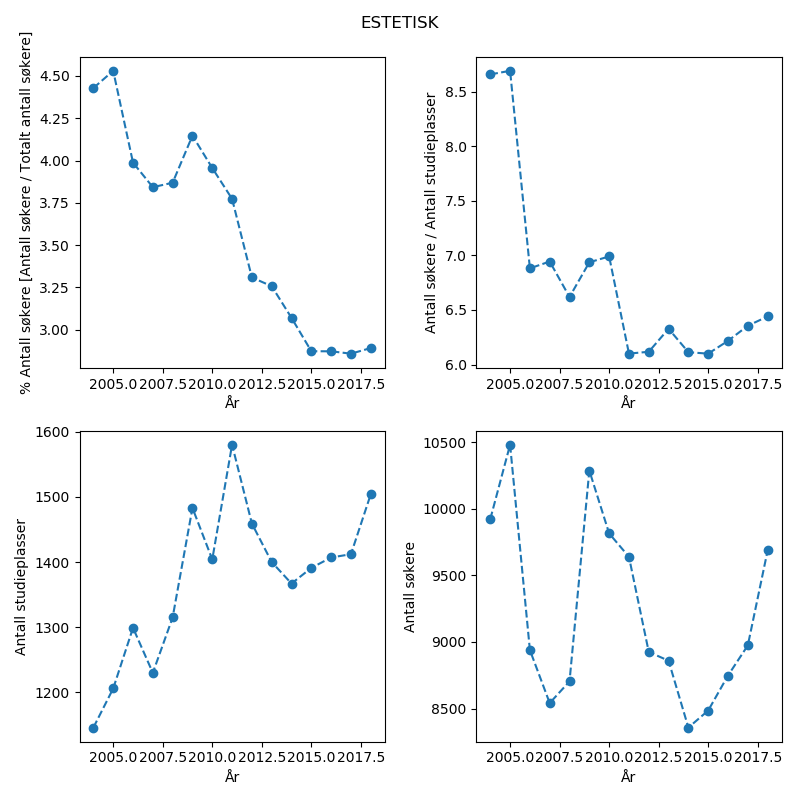 ESTETISK
% Antall søkere [Antall søkere / Totalt antall søkere]
4.50
4.25
4.00
3.75
3.50
3.25
3.00
2005.0 2007.5 2010.0 2012.5 2015.0 2017.5
År
Antall søkere / Antall studieplasser
8.5
8.0
7.5
7.0
6.5
6.0
2005.0 2007.5 2010.0 2012.5 2015.0 2017.5
År
Antall studieplasser
1600
1500
1400
1300
1200
2005.0 2007.5 2010.0 2012.5 2015.0 2017.5
År
Antall søkere
10500
10000
9500
9000
8500
2005.0 2007.5 2010.0 2012.5 2015.0 2017.5
År